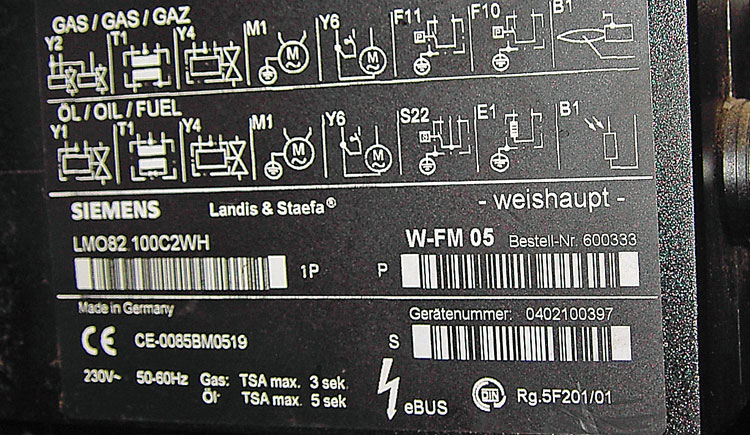 GAS / GAS / GAZ
Y2 T1 Y4 M1 Y6 F11 F10 B1
M
M
P
P
ÖL / OIL / FUEL
Y1 T1 Y4 M1 Y6 S22 E1 B1
M
M
S
SIEMENS Landis & Staefa® - weishaupt -
LMO82 100C2WH W-FM 05 Bestell-Nr. 600333
1P P
Made in Germany Gerätenummer: 0402100397
CE CE-0085BM0519 S
230V~ 50-60Hz Gas: TSA max. 3 sek.
Öl: TSA max. 5 sek
eBUS DIN Rg.5F201/01